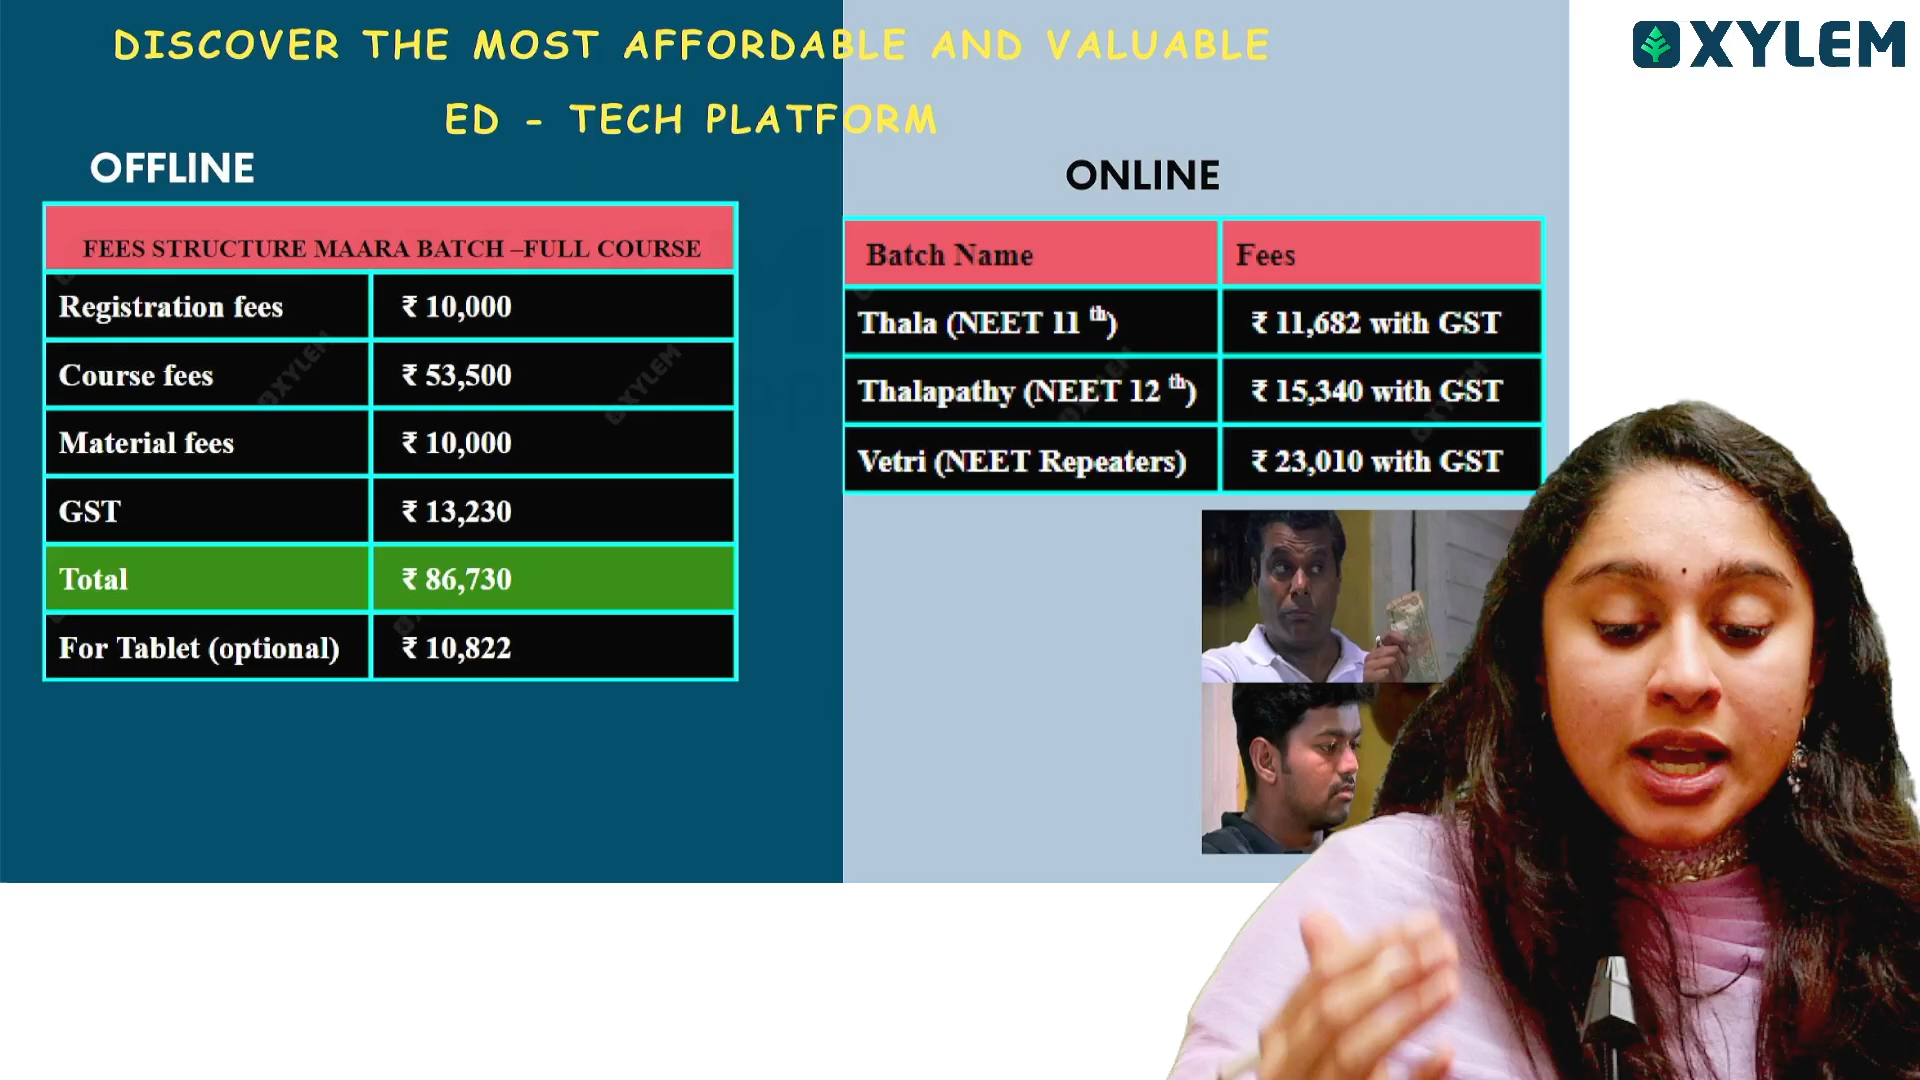 DISCOVER THE MOST AFFORDABLE AND VALUABLE
ED - TECH PLATFORM
XYLEM
OFFLINE
FEES STRUCTURE MAARA BATCH –FULL COURSE
Registration fees ₹ 10,000
Course fees ₹ 53,500
Material fees ₹ 10,000
GST ₹ 13,230
Total ₹ 86,730
For Tablet (optional) ₹ 10,822
ONLINE
Batch Name Fees
Thala (NEET 11 th) ₹ 11,682 with GST
Thalapathy (NEET 12 th) ₹ 15,340 with GST
Vetri (NEET Repeaters) ₹ 23,010 with GST
XYLEM
XYLEM